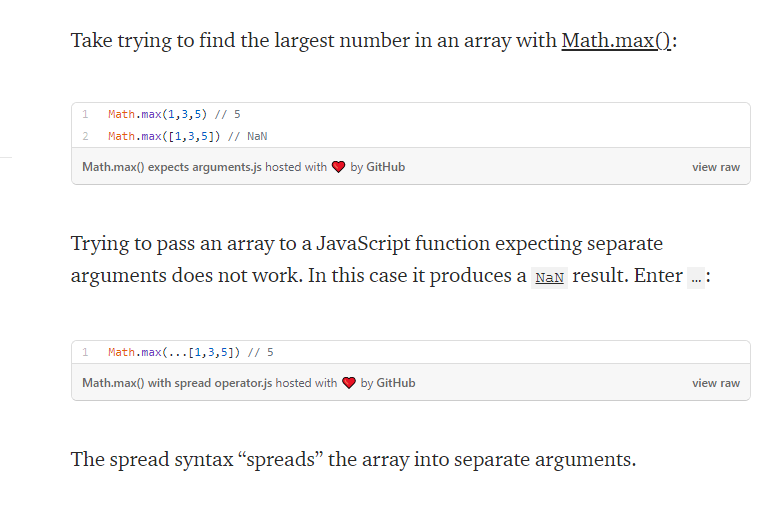 Take trying to find the largest number in an array with Math.max():
1 Math.max(1,3,5) // 5
2 Math.max([1,3,5]) // NaN
Math.max() expects arguments.js hosted with ❤ by GitHub view raw
Trying to pass an array to a JavaScript function expecting separate
arguments does not work. In this case it produces a NaN result. Enter …:
1 Math.max(...[1,3,5]) // 5
Math.max() with spread operator.js hosted with ❤ by GitHub view raw
The spread syntax “spreads” the array into separate arguments.